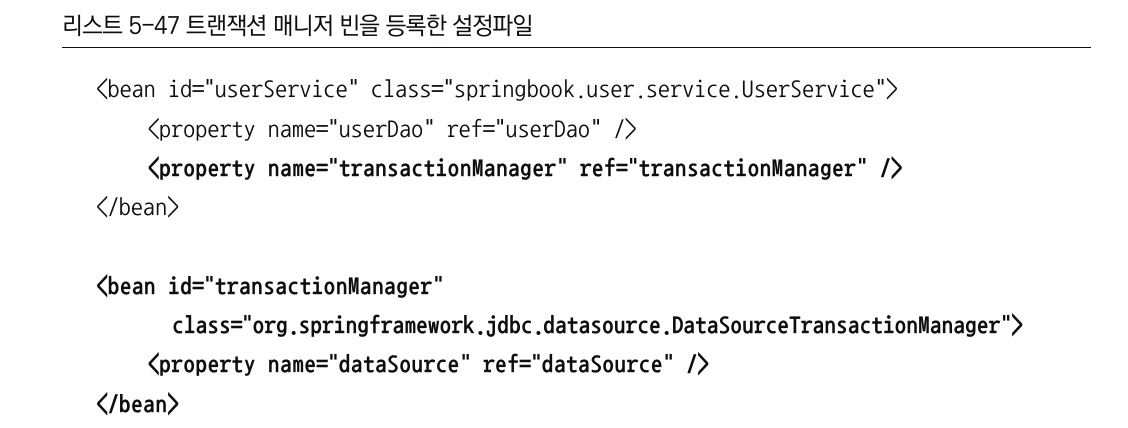 리스트 5-47 트랜잭션 매니저 빈을 등록한 설정파일
<bean id="userService" class="springbook.user.service.UserService">
<property name="userDao" ref="userDao" />
<property name="transactionManager" ref="transactionManager" />
</bean>
<bean id="transactionManager"
class="org.springframework.jdbc.datasource.DataSourceTransactionManager">
<property name="dataSource" ref="dataSource" />
</bean>